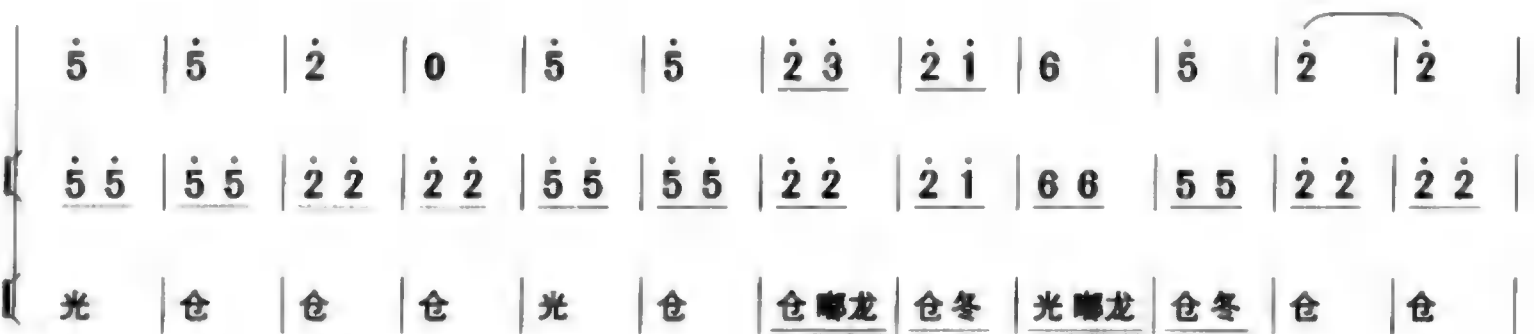 5 | 5 | 2 | 0 | 5 | 5 | 2 3 | 2 1 | 6 | 5 | 2 | 2 |
5 5 | 5 5 | 2 2 | 2 2 | 5 5 | 5 5 | 2 2 | 2 1 | 6 6 | 5 5 | 2 2 | 2 2 |
光 | 仓 | 仓 | 仓 | 光 | 仓 | 仓 嘟龙 | 仓 冬 | 光 嘟龙 | 仓 冬 | 仓 | 仓 |